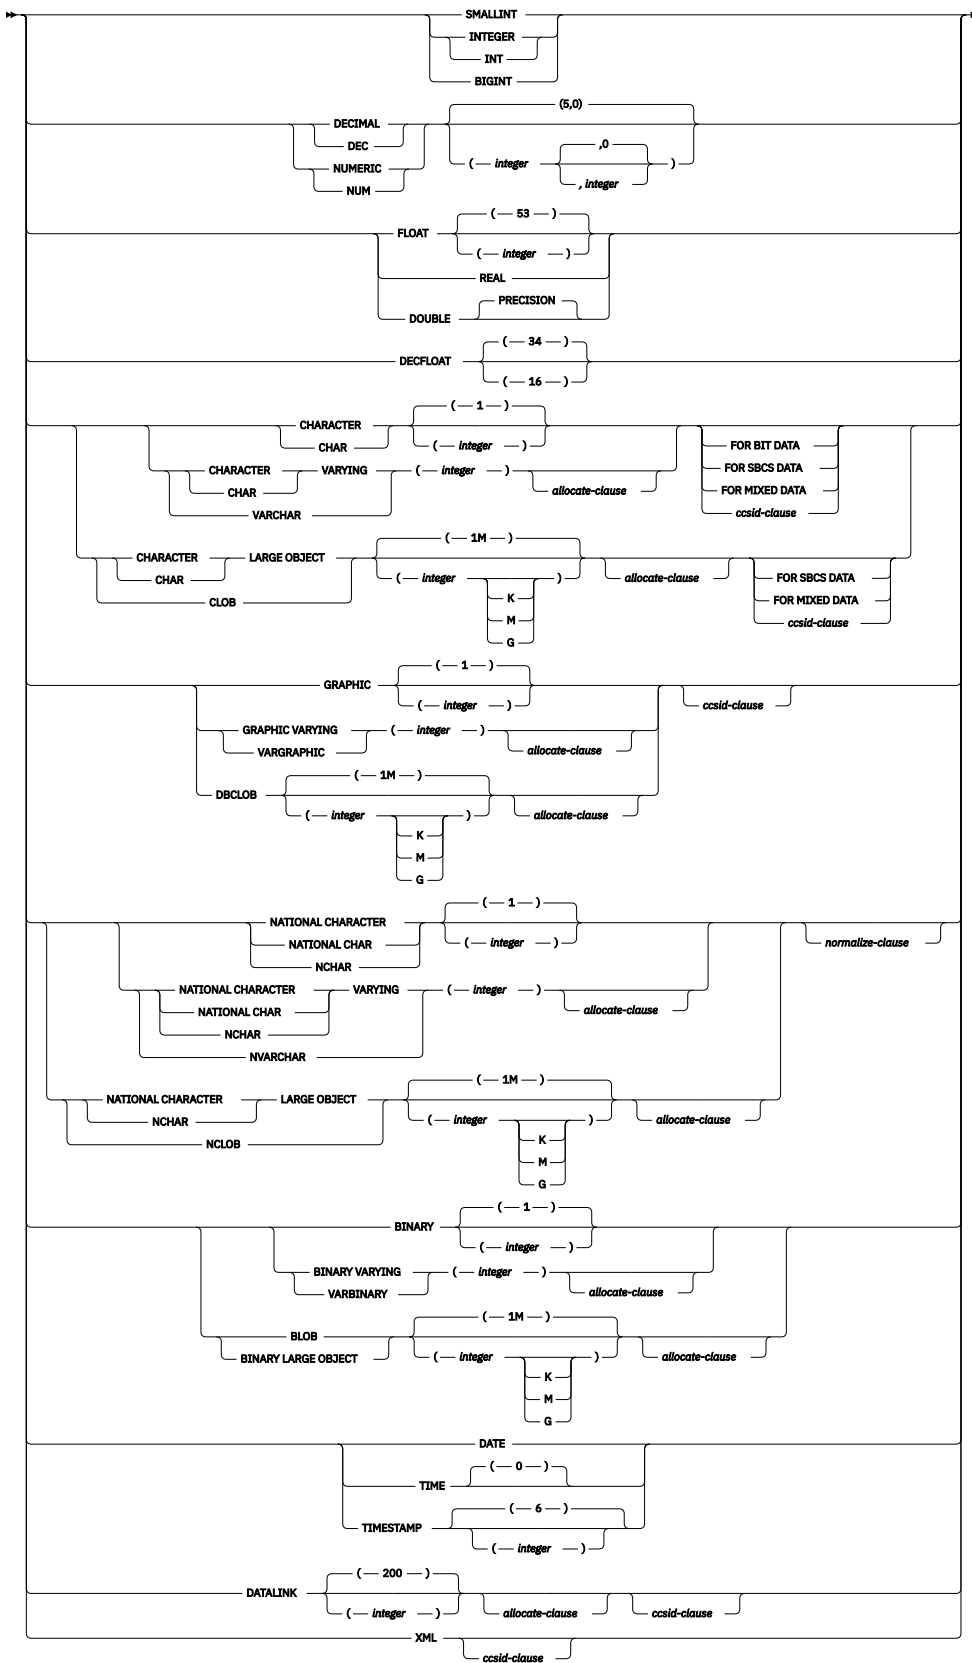 SMALLINT
INTEGER
INT
BIGINT
(5,0)
DECIMAL
DEC
,0
( integer )
NUMERIC
, integer
NUM
( 53 )
FLOAT
( integer )
REAL
PRECISION
DOUBLE
( 34 )
DECFLOAT
( 16 )
( 1 )
CHARACTER
CHAR ( integer ) FOR BIT DATA
CHARACTER VARYING ( integer ) FOR SBCS DATA
CHAR allocate-clause FOR MIXED DATA
VARCHAR ccsid-clause
( 1M )
CHARACTER LARGE OBJECT
CHAR ( integer ) allocate-clause FOR SBCS DATA
CLOB K FOR MIXED DATA
M ccsid-clause
G
( 1 )
GRAPHIC
( integer ) ccsid-clause
GRAPHIC VARYING ( integer )
VARGRAPHIC allocate-clause
( 1M )
DBCLOB
( integer ) allocate-clause
K
M
G
( 1 )
NATIONAL CHARACTER
NATIONAL CHAR ( integer ) normalize-clause
NCHAR
NATIONAL CHARACTER VARYING ( integer )
NATIONAL CHAR allocate-clause
NCHAR
NVARCHAR
( 1M )
NATIONAL CHARACTER LARGE OBJECT
NCHAR ( integer ) allocate-clause
NCLOB K
M
G
( 1 )
BINARY
( integer )
BINARY VARYING ( integer )
VARBINARY allocate-clause
( 1M )
BLOB
BINARY LARGE OBJECT ( integer ) allocate-clause
K
M
G
DATE
( 0 )
TIME
( 6 )
TIMESTAMP
( integer )
( 200 )
DATALINK
( integer ) allocate-clause ccsid-clause
XML
ccsid-clause